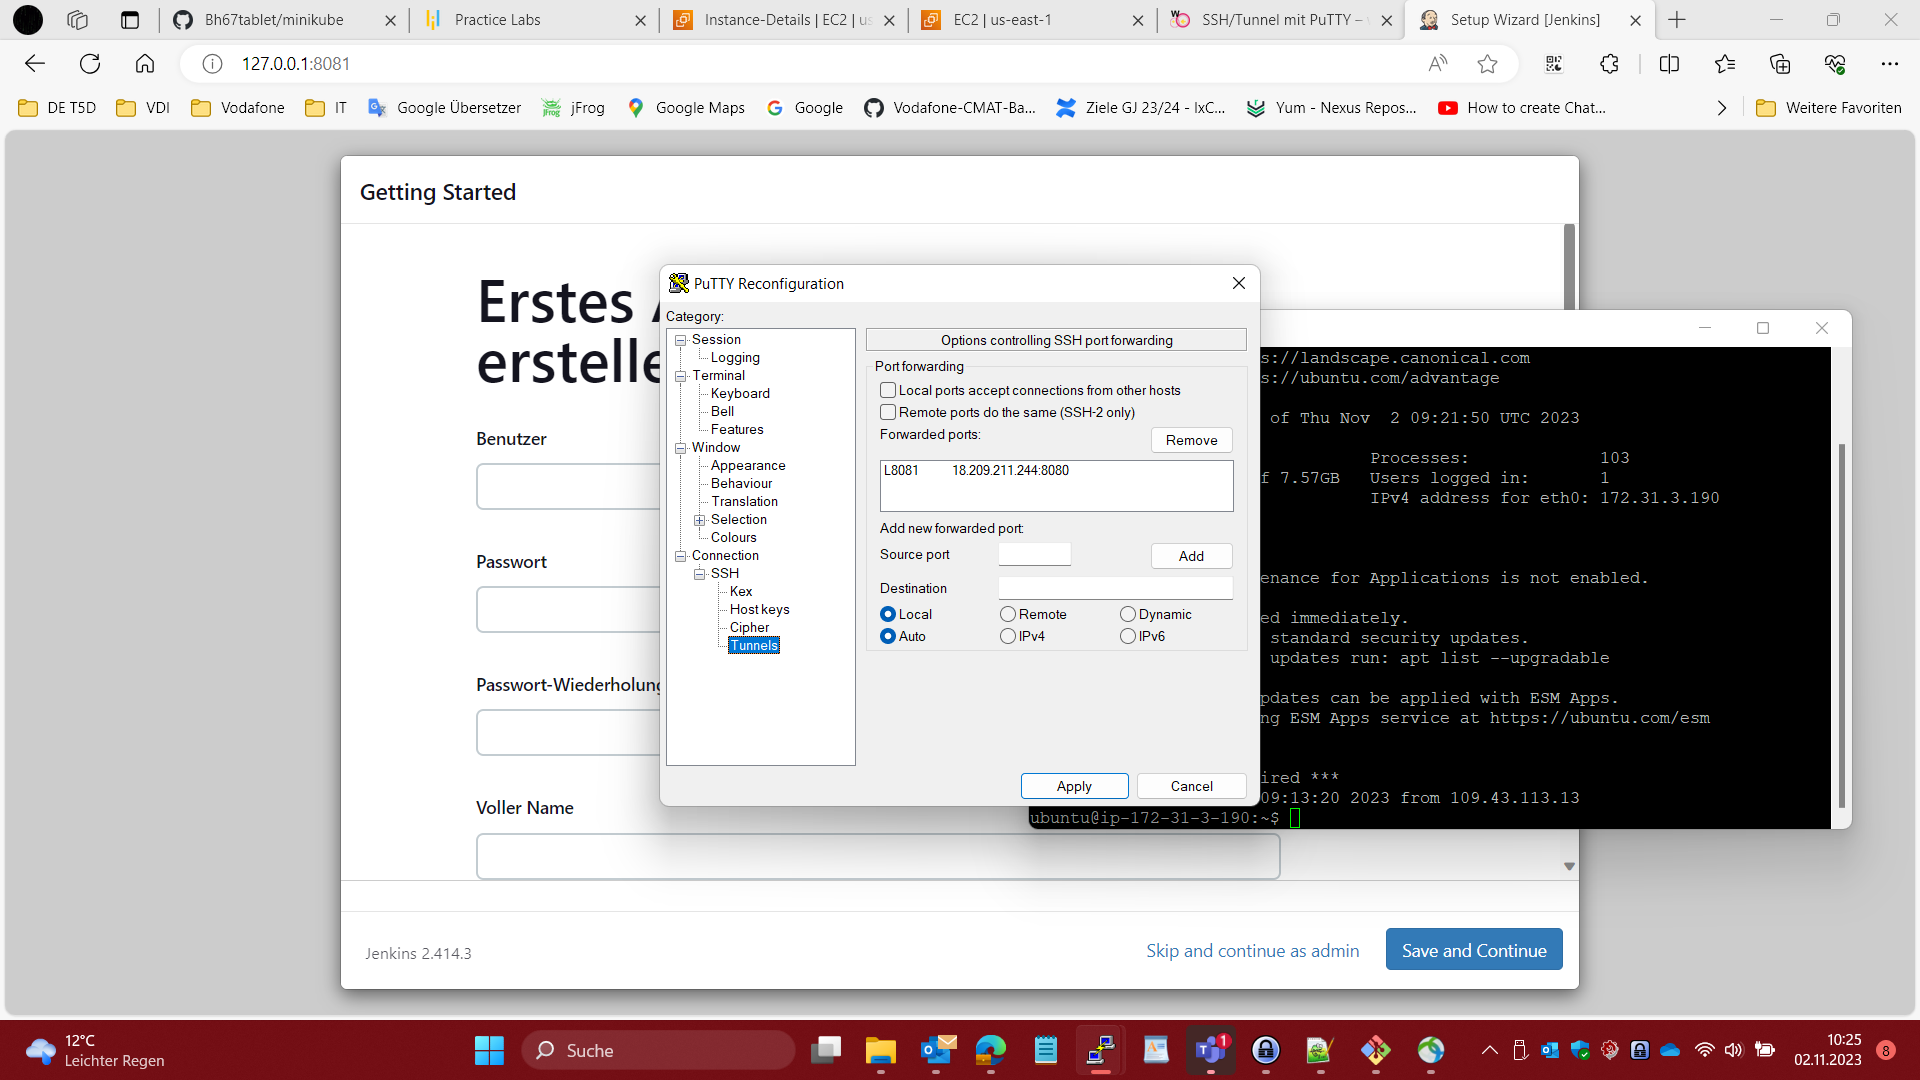 Bh67tablet/minikube
Practice Labs
Instance-Details | EC2 | us
EC2 | us-east-1
SSH/Tunnel mit PuTTY –
Setup Wizard [Jenkins]
127.0.0.1:8081
DE T5D
VDI
Vodafone
IT
Google Übersetzer
jFrog
Google Maps
Google
Vodafone-CMAT-Ba...
Ziele GJ 23/24 - IxC...
Yum - Nexus Repos...
How to create Chat...
Weitere Favoriten
Getting Started
Erstes
erstelle
Benutzer
Passwort
Passwort-Wiederholung
Voller Name
PuTTY Reconfiguration
Category:
Session
Logging
Terminal
Keyboard
Bell
Features
Window
Appearance
Behaviour
Translation
Selection
Colours
Connection
SSH
Kex
Host keys
Cipher
Tunnels
Options controlling SSH port forwarding
Port forwarding
Local ports accept connections from other hosts
Remote ports do the same (SSH-2 only)
Forwarded ports:
Remove
L8081 18.209.211.244:8080
Add new forwarded port:
Source port
Add
Destination
Local Remote Dynamic
Auto IPv4 IPv6
Apply
Cancel
s://landscape.canonical.com
s://ubuntu.com/advantage
of Thu Nov  2 09:21:50 UTC 2023
Processes: 103
f 7.57GB Users logged in: 1
IPv4 address for eth0: 172.31.3.190
enance for Applications is not enabled.
ed immediately.
standard security updates.
updates run: apt list --upgradable
pdates can be applied with ESM Apps.
ng ESM Apps service at https://ubuntu.com/esm
ired ***
09:13:20 2023 from 109.43.113.13
ubuntu@ip-172-31-3-190:~$
Jenkins 2.414.3
Skip and continue as admin
Save and Continue
12°C
Leichter Regen
Suche
1
10:25
02.11.2023
8